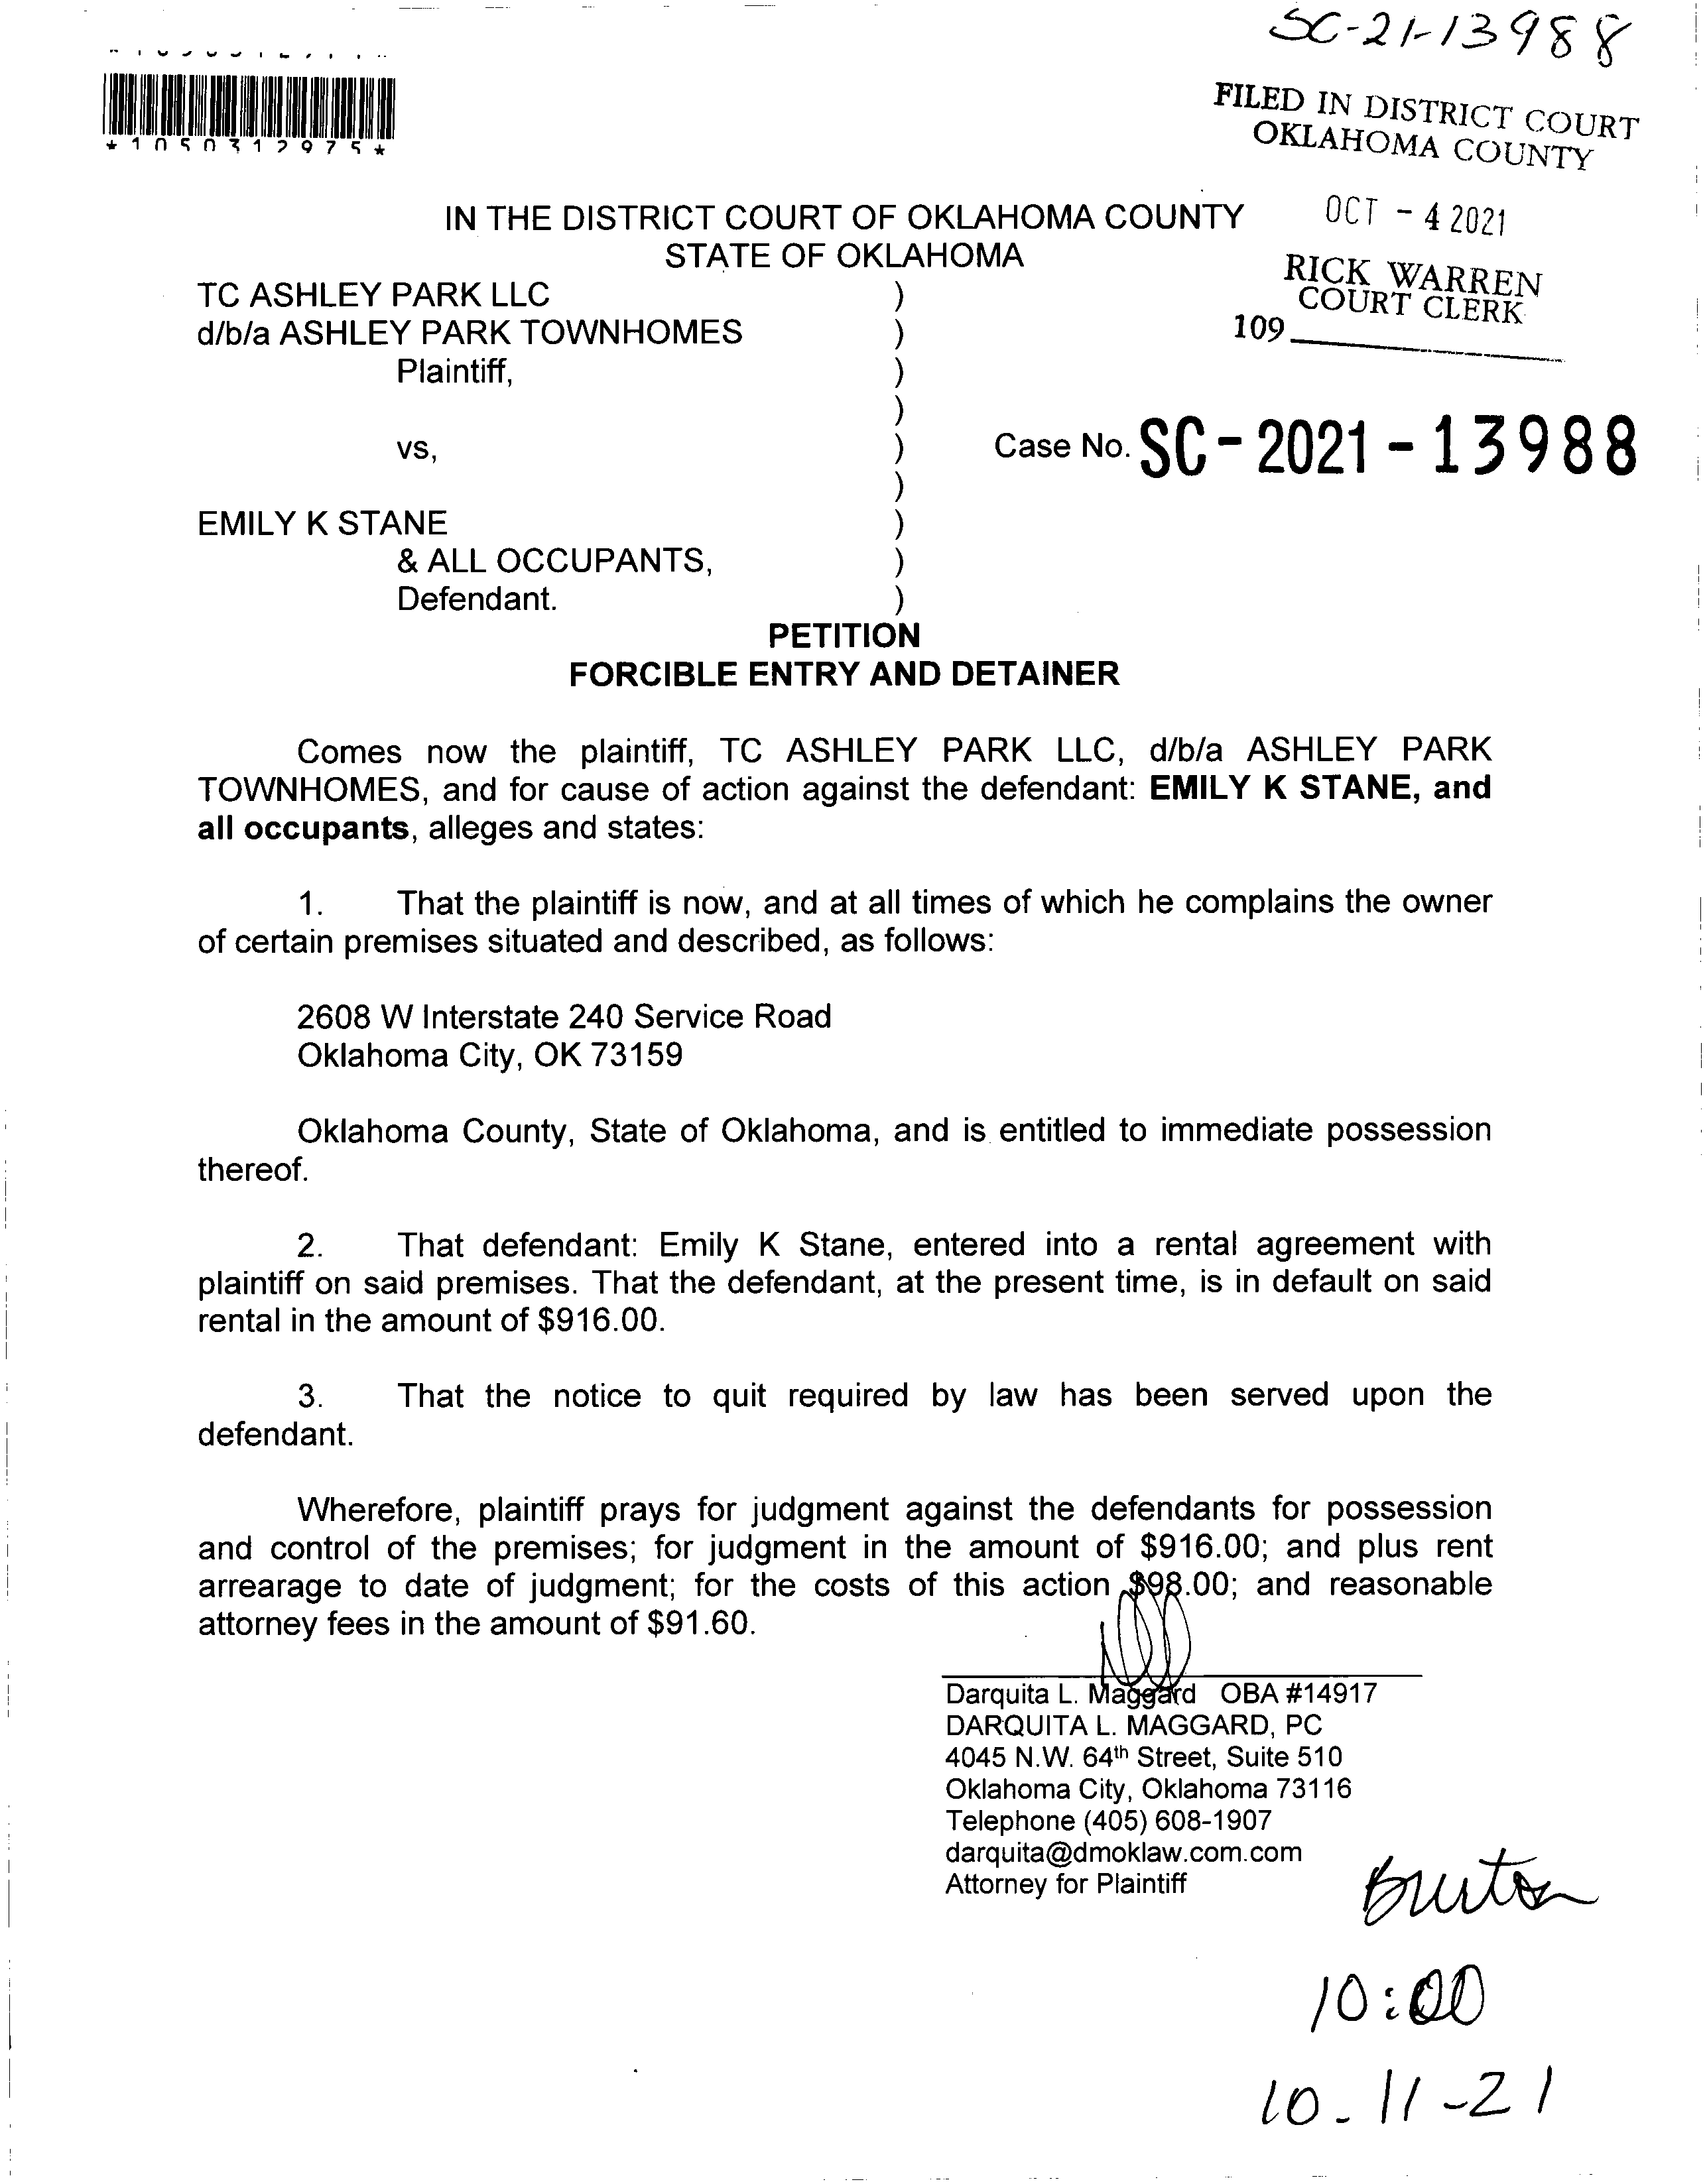 SC-21-13988
*1050312975*
FILED IN DISTRICT COURT
OKLAHOMA COUNTY
OCT - 4 2021
RICK WARREN
COURT CLERK
109
IN THE DISTRICT COURT OF OKLAHOMA COUNTY
STATE OF OKLAHOMA
TC ASHLEY PARK LLC )
d/b/a ASHLEY PARK TOWNHOMES )
Plaintiff, )
)
vs, ) Case No. SC-2021-13988
)
EMILY K STANE )
& ALL OCCUPANTS, )
Defendant. )
PETITION
FORCIBLE ENTRY AND DETAINER
Comes now the plaintiff, TC ASHLEY PARK LLC, d/b/a ASHLEY PARK
TOWNHOMES, and for cause of action against the defendant: EMILY K STANE, and
all occupants, alleges and states:
1. That the plaintiff is now, and at all times of which he complains the owner
of certain premises situated and described, as follows:
2608 W Interstate 240 Service Road
Oklahoma City, OK 73159
Oklahoma County, State of Oklahoma, and is entitled to immediate possession
thereof.
2. That defendant: Emily K Stane, entered into a rental agreement with
plaintiff on said premises. That the defendant, at the present time, is in default on said
rental in the amount of $916.00.
3. That the notice to quit required by law has been served upon the
defendant.
Wherefore, plaintiff prays for judgment against the defendants for possession
and control of the premises; for judgment in the amount of $916.00; and plus rent
arrearage to date of judgment; for the costs of this action $98.00; and reasonable
attorney fees in the amount of $91.60.
Darquita L. Maggard OBA #14917
DARQUITA L. MAGGARD, PC
4045 N.W. 64th Street, Suite 510
Oklahoma City, Oklahoma 73116
Telephone (405) 608-1907
darquita@dmoklaw.com.com
Attorney for Plaintiff
Burton
10:00
10-11-21